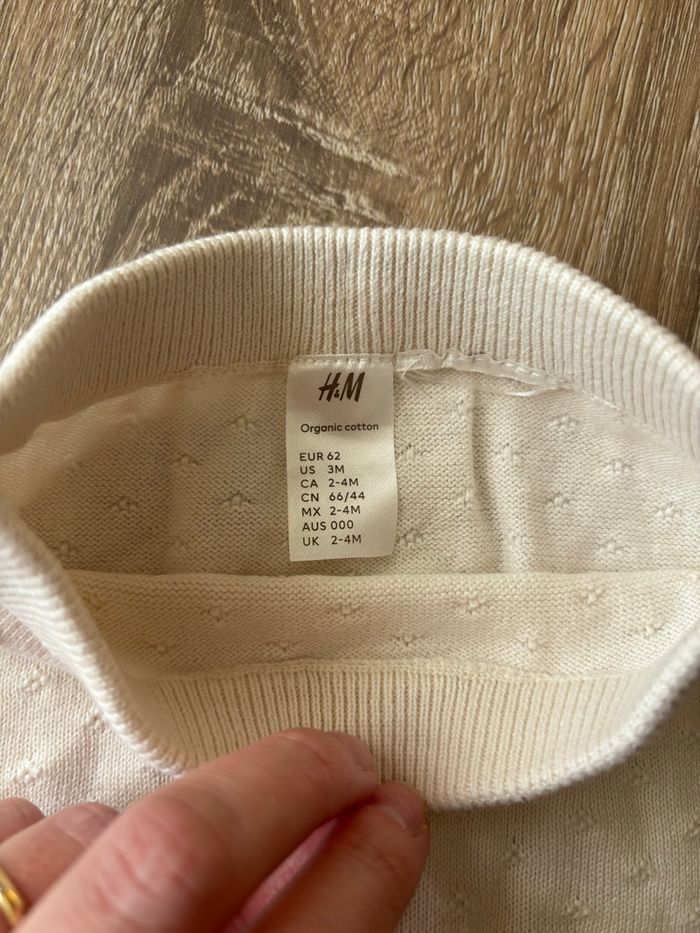 H&M
Organic cotton
EUR 62
US 3M
CA 2-4M
CN 66/44
MX 2-4M
AUS 000
UK 2-4M